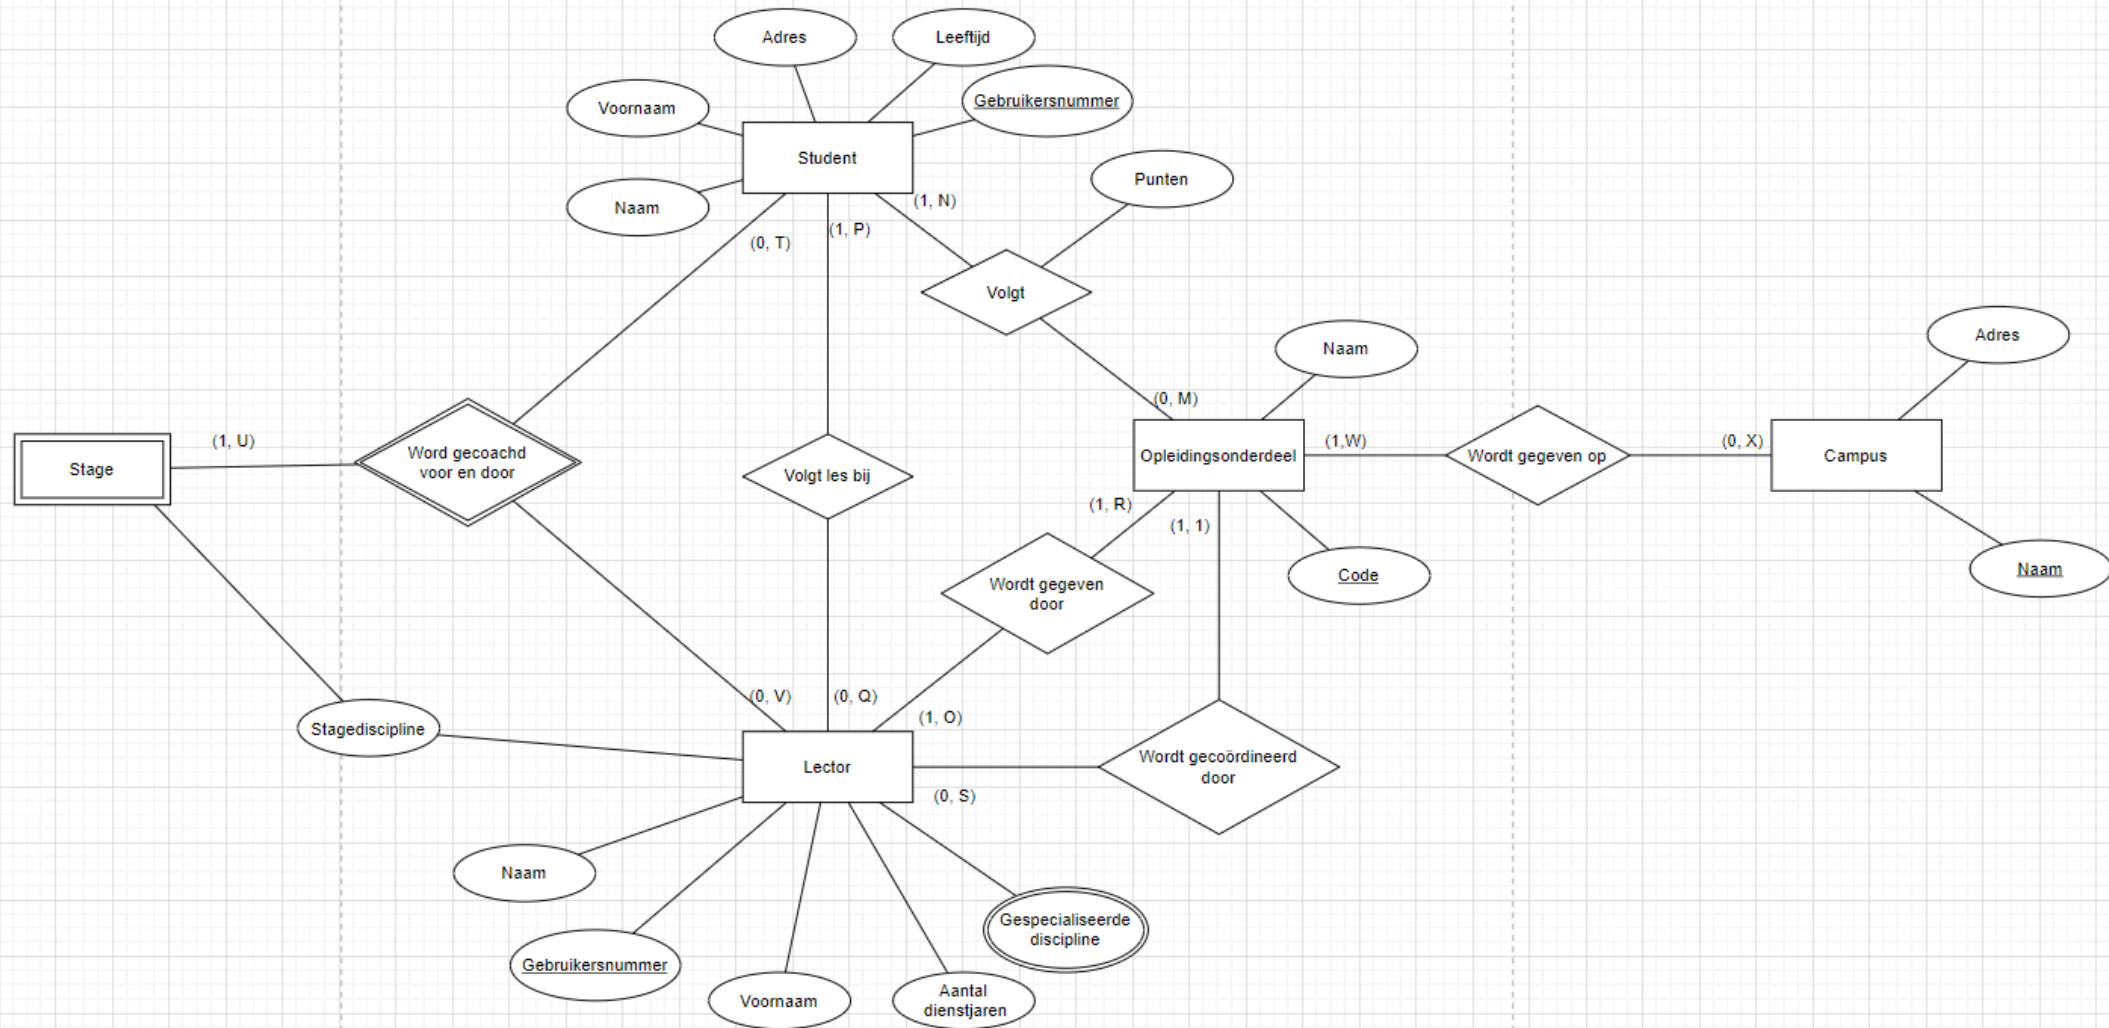 Adres
Leeftijd
Gebruikersnummer
Voornaam
Student
Naam
Punten
(1, N)
(1, P)
(0, T)
Volgt
Naam
Adres
(0, M)
(1, U)
Stage
Word gecoachd
voor en door
Volgt les bij
Opleidingsonderdeel
(1,W)
Wordt gegeven op
(0, X)
Campus
(1, R)
(1, 1)
Code
Naam
Wordt gegeven
door
(0, V)
(0, Q)
(1, O)
Stagediscipline
Lector
(0, S)
Wordt gecoördineerd
door
Naam
Gebruikersnummer
Voornaam
Aantal
dienstjaren
Gespecialiseerde
discipline